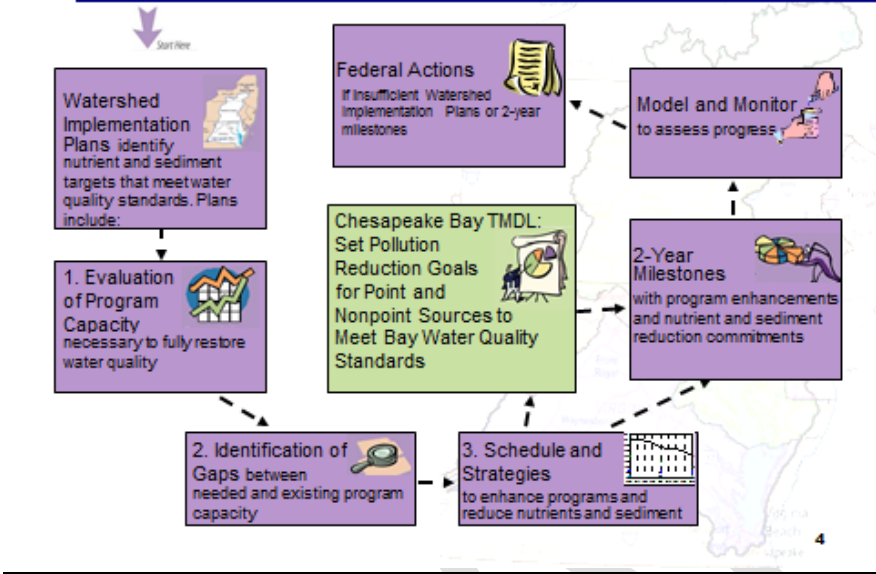 Start Here
Watershed
Implementation
Plans identify
nutrient and sediment
targets that meet water
quality standards. Plans
include:
1. Evaluation
of Program
Capacity
necessary to fully restore
water quality
2. Identification of
Gaps between
needed and existing program
capacity
3. Schedule and
Strategies
to enhance programs and
reduce nutrients and sediment
Chesapeake Bay TMDL:
Set Pollution
Reduction Goals
for Point and
Nonpoint Sources to
Meet Bay Water Quality
Standards
2-Year
Milestones
with program enhancements
and nutrient and sediment
reduction commitments
Model and Monitor
to assess progress
Federal Actions
If Insufficient Watershed
Implementation Plans or 2-year
milestones
4